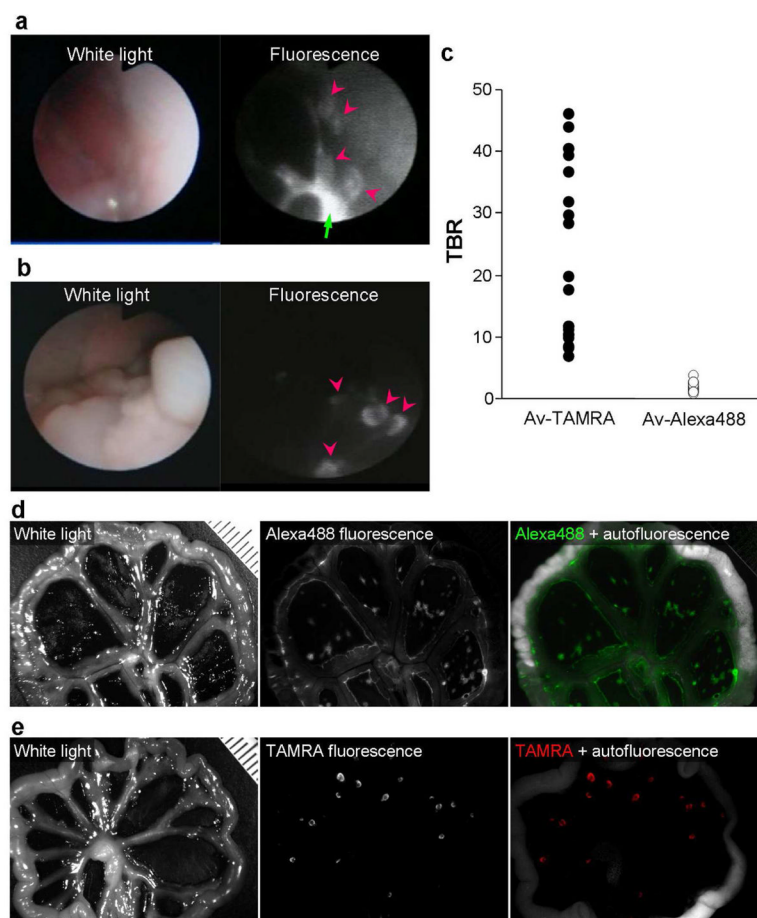 a
White light
Fluorescence
b
White light
Fluorescence
c
TBR
50
40
30
20
10
0
Av-TAMRA
Av-Alexa488
d
White light
Alexa488 fluorescence
Alexa488 + autofluorescence
e
White light
TAMRA fluorescence
TAMRA + autofluorescence